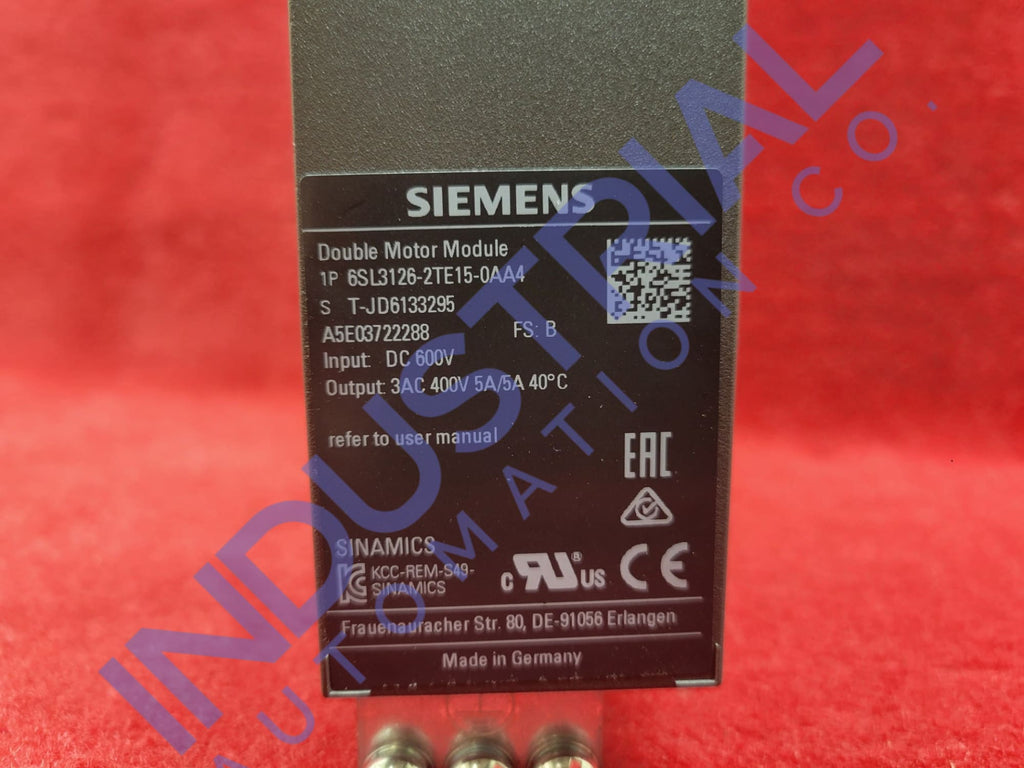 SIEMENS
Double Motor Module
1P 6SL3126-2TE15-0AA4
S T-JD6133295
A5E03722288 FS: B
Input: DC 600V
Output: 3AC 400V 5A/5A 40°C
refer to user manual
EAC
SINAMICS
KCC-REM-S49-
SINAMICS
C RU US CE
Frauenauracher Str. 80, DE-91056 Erlangen
Made in Germany
INDUSTRIAL
AUTOMATION CO.